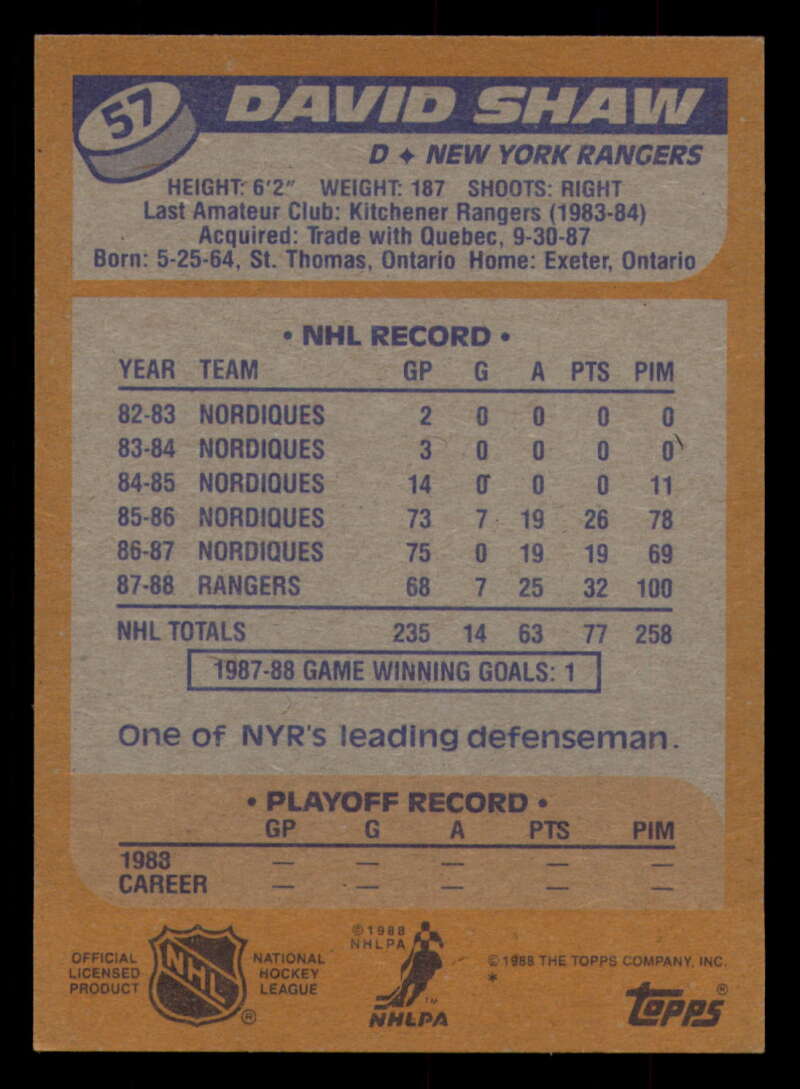 57
DAVID SHAW
D ✦ NEW YORK RANGERS
HEIGHT: 6'2" WEIGHT: 187 SHOOTS: RIGHT
Last Amateur Club: Kitchener Rangers (1983-84)
Acquired: Trade with Quebec, 9-30-87
Born: 5-25-64, St. Thomas, Ontario Home: Exeter, Ontario
• NHL RECORD •
YEAR TEAM GP G A PTS PIM
82-83 NORDIQUES 2 0 0 0 0
83-84 NORDIQUES 3 0 0 0 0
84-85 NORDIQUES 14 0 0 0 11
85-86 NORDIQUES 73 7 19 26 78
86-87 NORDIQUES 75 0 19 19 69
87-88 RANGERS 68 7 25 32 100
NHL TOTALS 235 14 63 77 258
1987-88 GAME WINNING GOALS: 1
One of NYR's leading defenseman.
• PLAYOFF RECORD •
GP G A PTS PIM
1988 — — — — —
CAREER — — — — —
OFFICIAL
LICENSED
PRODUCT
NHL
®
NATIONAL
HOCKEY
LEAGUE
©1988
NHLPA
™
NHLPA
©1988 THE TOPPS COMPANY, INC.
*
topps®